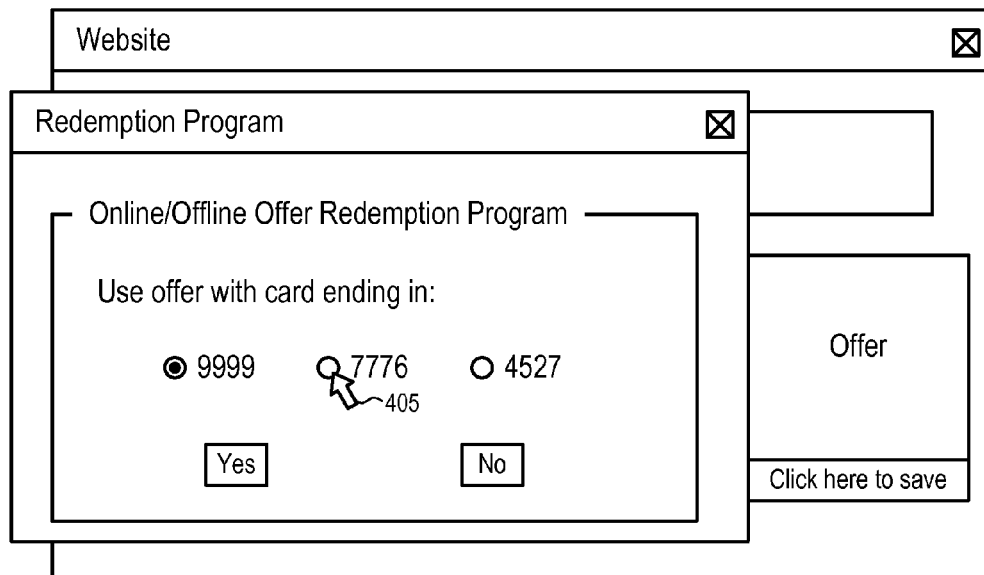 Website
Redemption Program
Online/Offline Offer Redemption Program
Use offer with card ending in:
9999 7776 4527
405
Yes No
Offer
Click here to save